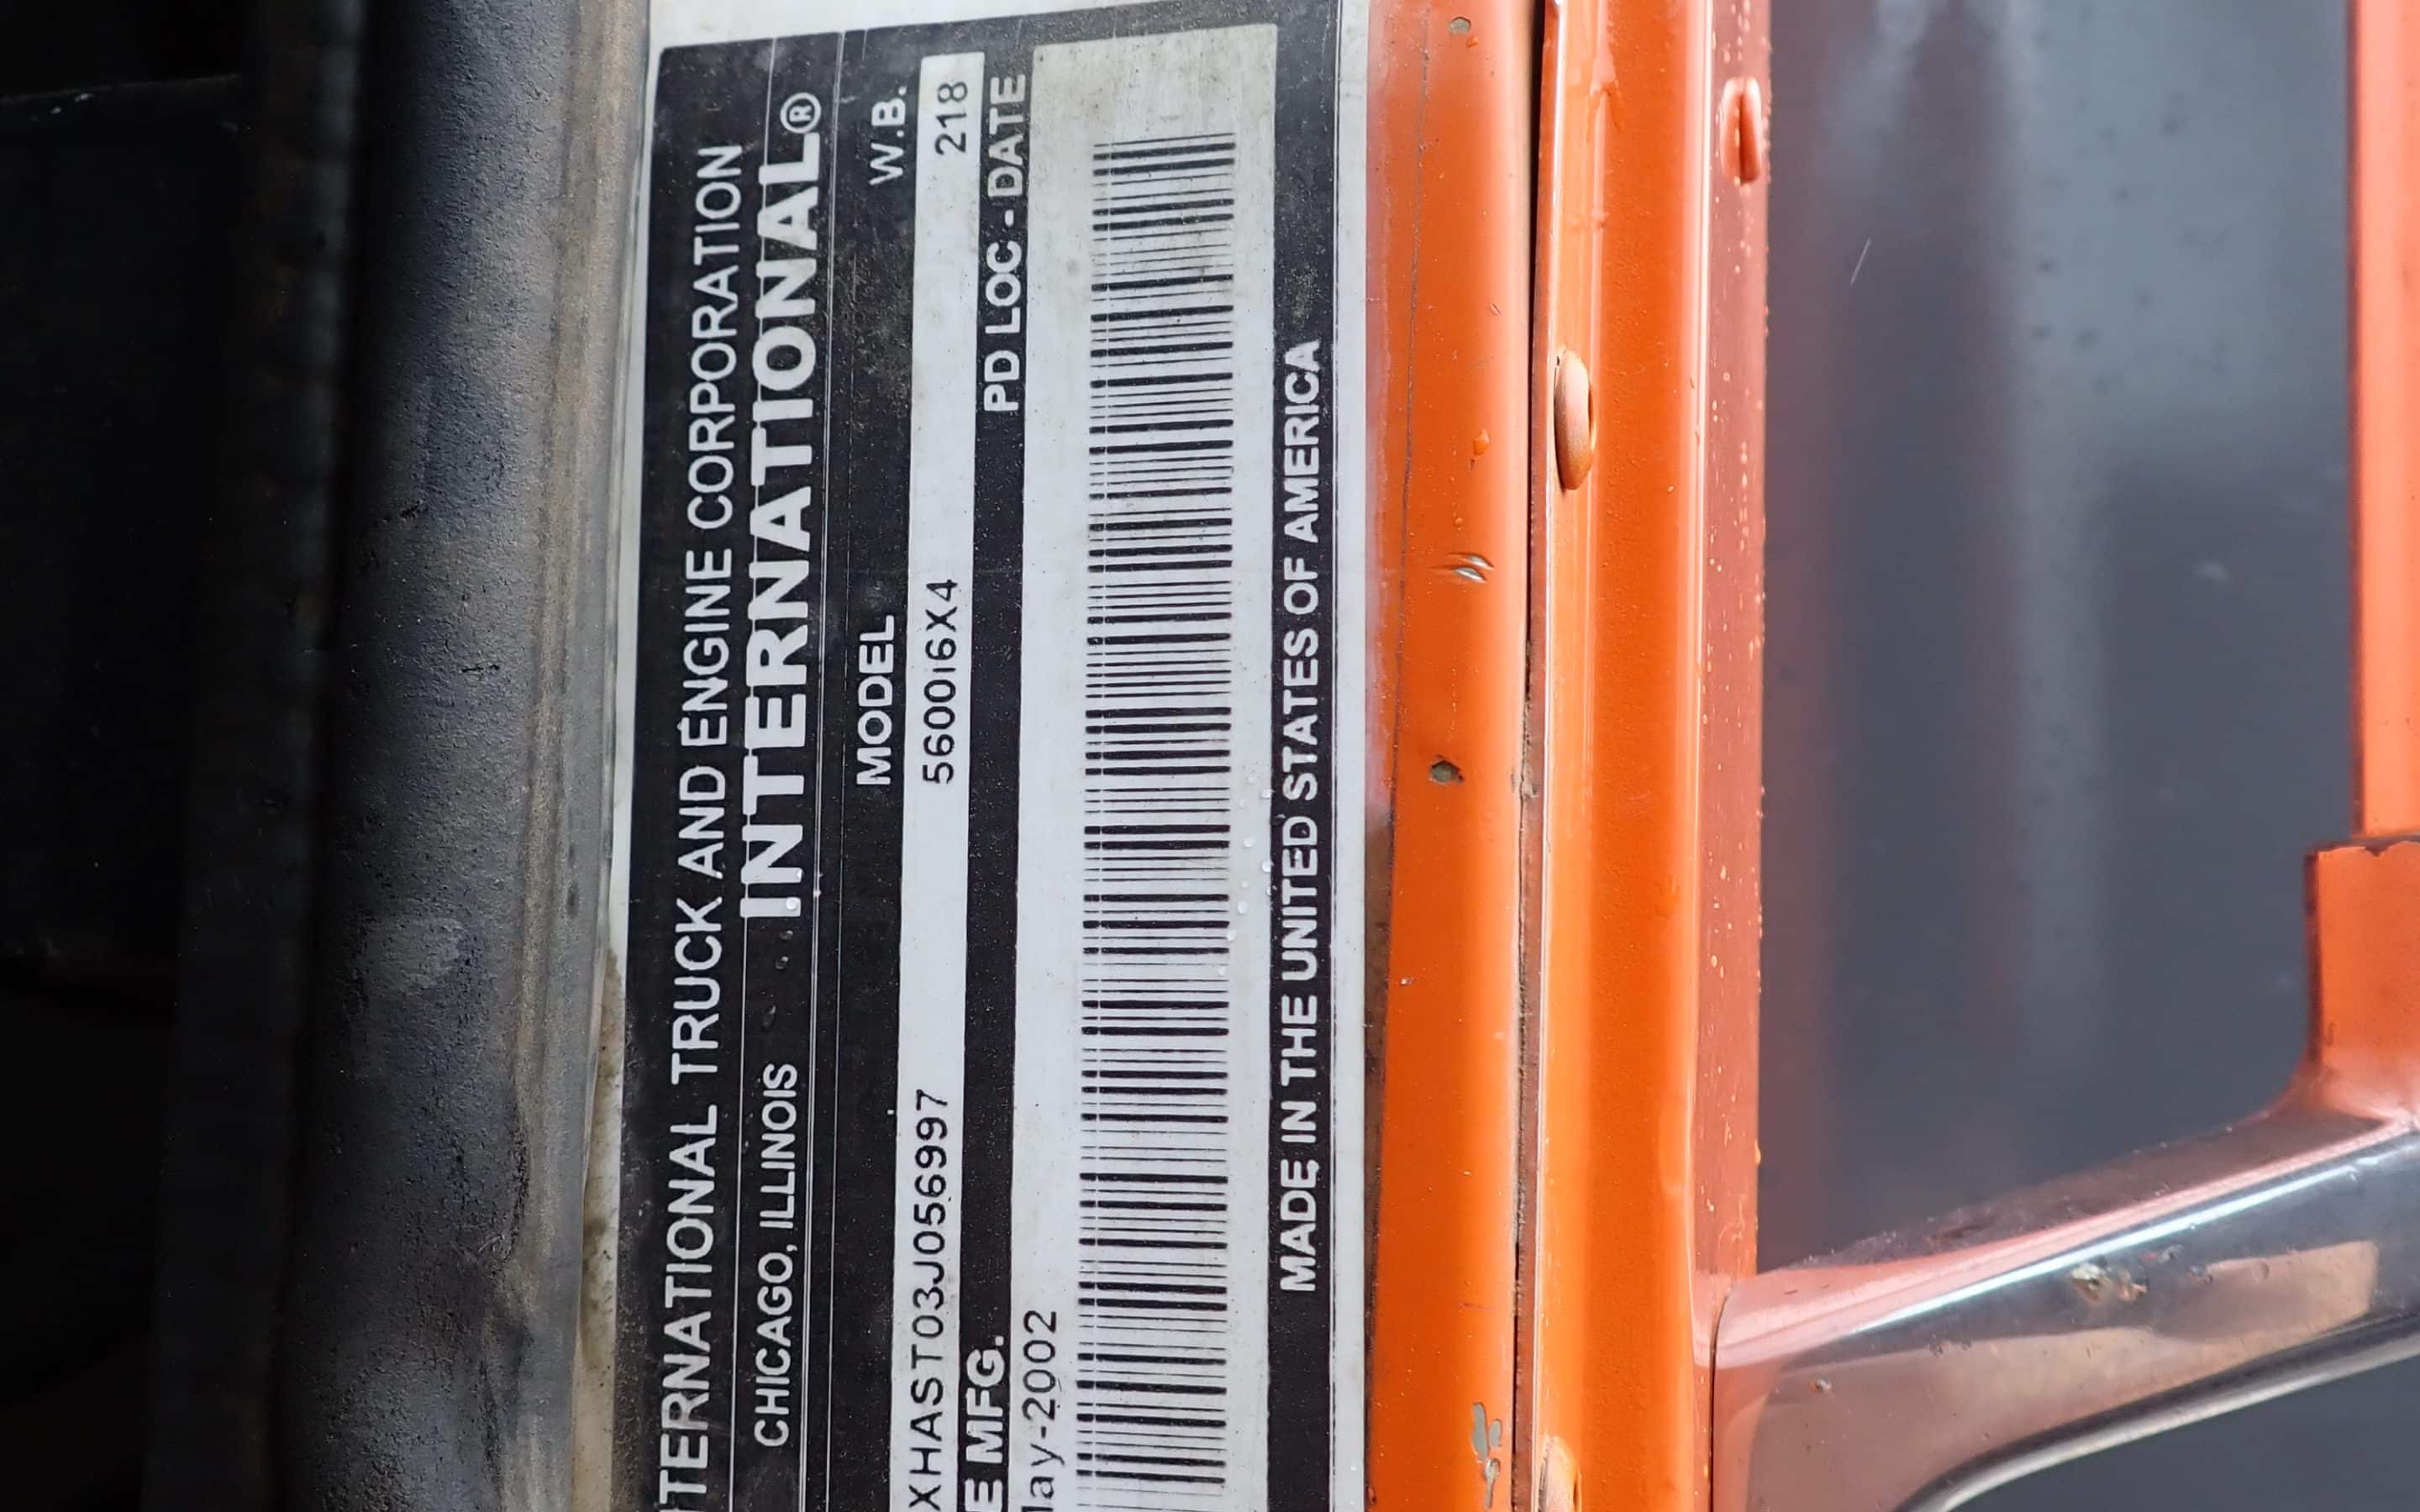 TERNATIONAL TRUCK AND ENGINE CORPORATION
CHICAGO, ILLINOIS INTERNATIONAL®
MODEL W.B.
XHAST03J056997 5600I6X4 218
E MFG. PD LOC - DATE
ay-2002
MADE IN THE UNITED STATES OF AMERICA